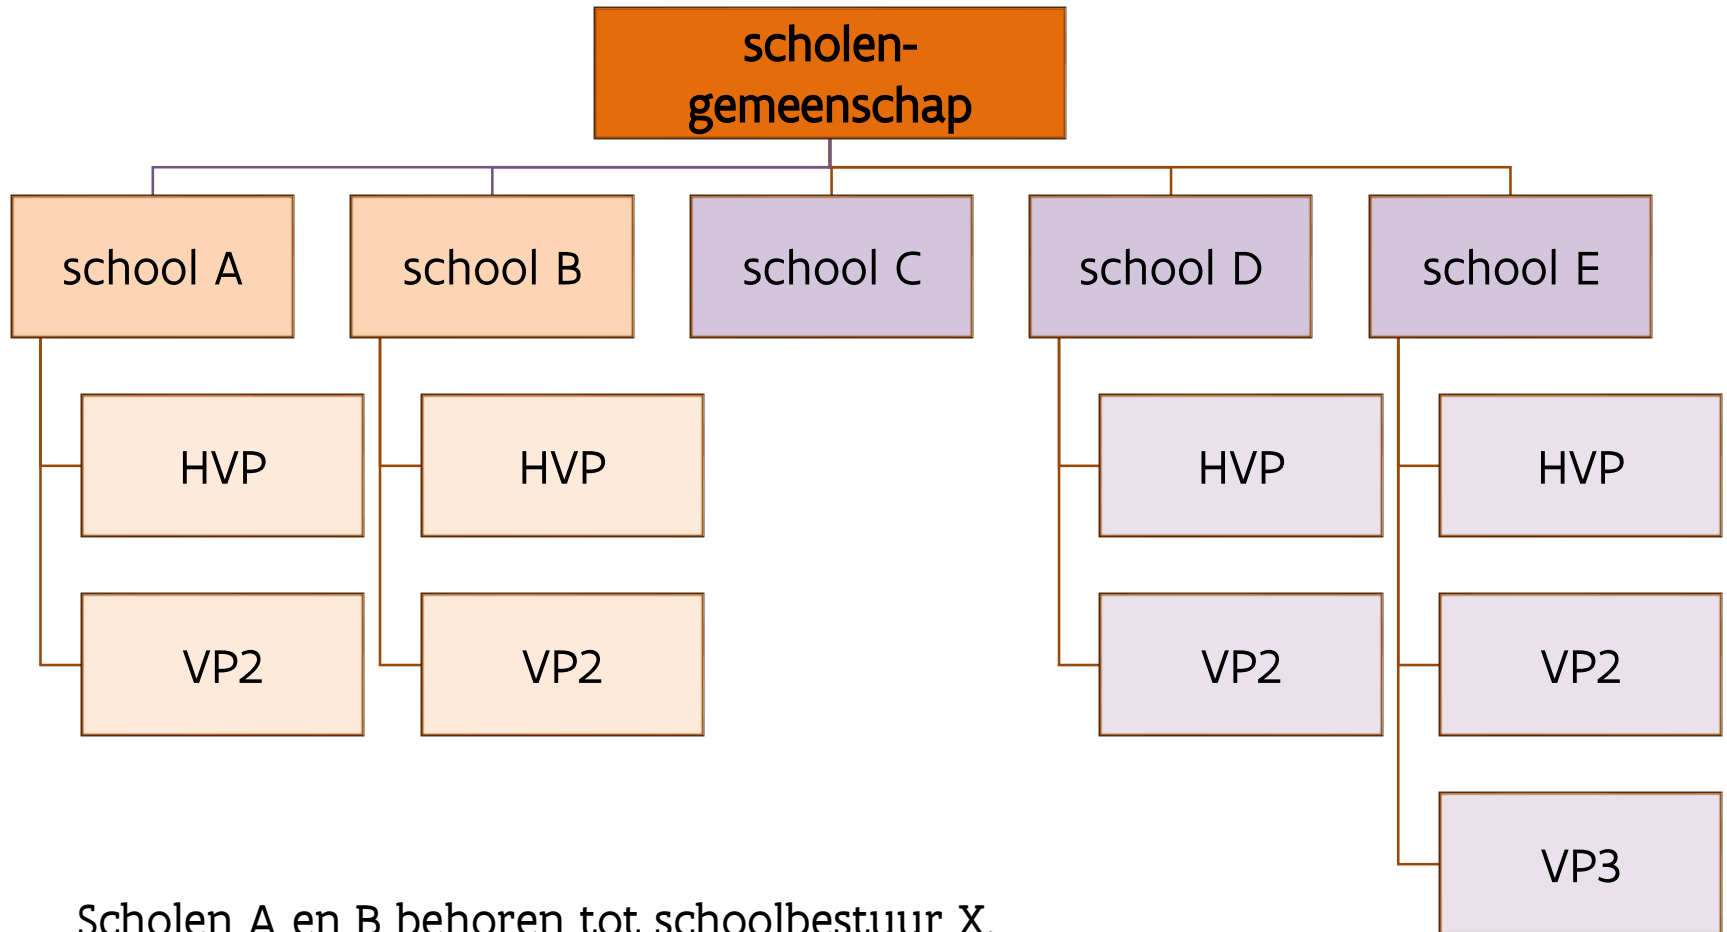 scholen-
gemeenschap
school A
school B
school C
school D
school E
HVP
HVP
HVP
HVP
VP2
VP2
VP2
VP2
VP3
Scholen A en B behoren tot schoolbestuur X.